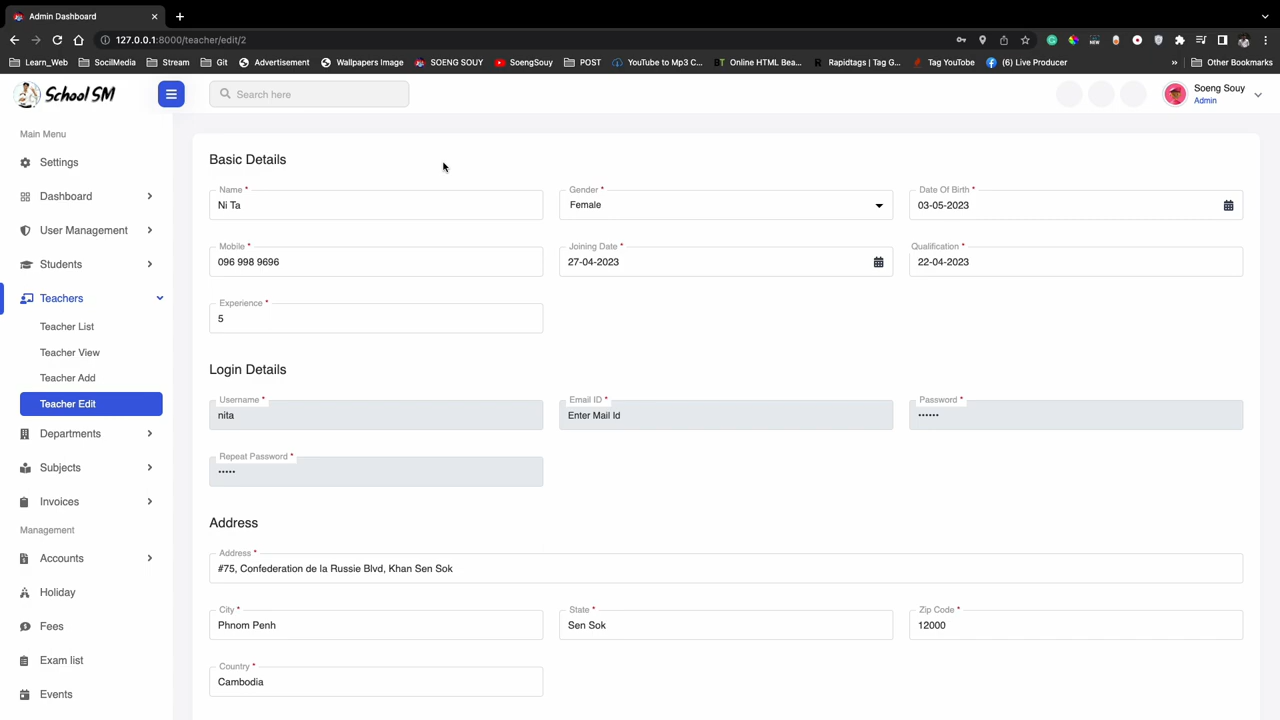 Admin Dashboard
127.0.0.1:8000/teacher/edit/2
Learn_Web
SocilMedia
Stream
Git
Advertisement
Wallpapers Image
SOENG SOUY
SoengSouy
POST
YouTube to Mp3 C...
Online HTML Bea...
Rapidtags | Tag G...
Tag YouTube
(6) Live Producer
»
Other Bookmarks
School SM
Search here
Soeng Souy
Admin
Main Menu
Settings
Dashboard
User Management
Students
Teachers
Teacher List
Teacher View
Teacher Add
Teacher Edit
Departments
Subjects
Invoices
Management
Accounts
Holiday
Fees
Exam list
Events
Basic Details
Name *
Ni Ta
Gender *
Female
Date Of Birth *
03-05-2023
Mobile *
096 998 9696
Joining Date *
27-04-2023
Qualification *
22-04-2023
Experience *
5
Login Details
Username *
nita
Email ID *
Enter Mail Id
Password *
••••••
Repeat Password *
•••••
Address
Address *
#75, Confederation de la Russie Blvd, Khan Sen Sok
City *
Phnom Penh
State *
Sen Sok
Zip Code *
12000
Country *
Cambodia